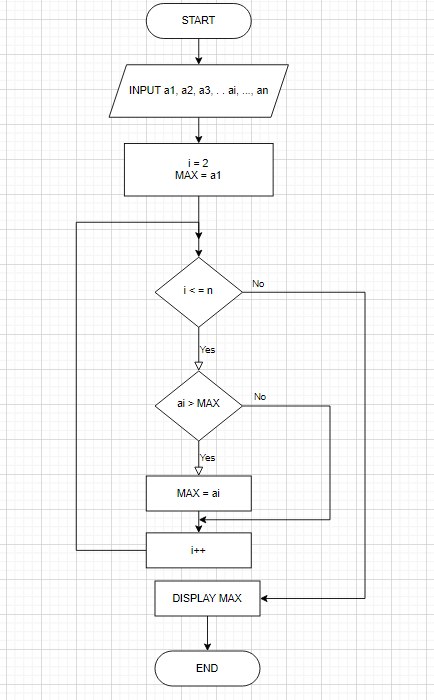 START
INPUT a1, a2, a3, . . ai, ..., an
i = 2
MAX = a1
i < = n
No
Yes
ai > MAX
No
Yes
MAX = ai
i++
DISPLAY MAX
END